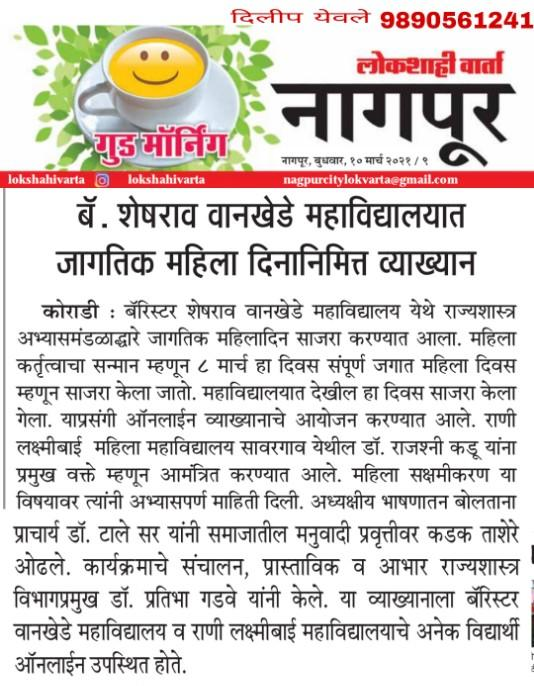 दिलीप येवले 9890561241
लोकशाही वार्ता
गुड मॉर्निंग
नागपूर
नागपूर, बुधवार, १० मार्च २०२१ / ९
lokshahivarta lokshahivarta nagpurcitylokvarta@gmail.com
बॅ. शेषराव वानखेडे महाविद्यालयात
जागतिक महिला दिनानिमित्त व्याख्यान
कोराडी : बॅरिस्टर शेषराव वानखेडे महाविद्यालय येथे राज्यशास्त्र
अभ्यासमंडळाद्धारे जागतिक महिलादिन साजरा करण्यात आला. महिला
कर्तृत्वाचा सन्मान म्हणून ८ मार्च हा दिवस संपूर्ण जगात महिला दिवस
म्हणून साजरा केला जातो. महाविद्यालयात देखील हा दिवस साजरा केला
गेला. याप्रसंगी ऑनलाईन व्याख्यानाचे आयोजन करण्यात आले. राणी
लक्ष्मीबाई महिला महाविद्यालय सावरगाव येथील डॉ. राजश्नी कडू यांना
प्रमुख वक्ते म्हणून आमंत्रित करण्यात आले. महिला सक्षमीकरण या
विषयावर त्यांनी अभ्यासपर्ण माहिती दिली. अध्यक्षीय भाषणातन बोलताना
प्राचार्य डॉ. टाले सर यांनी समाजातील मनुवादी प्रवृत्तीवर कडक ताशेरे
ओढले. कार्यक्रमाचे संचालन, प्रास्ताविक व आभार राज्यशास्त्र
विभागप्रमुख डॉ. प्रतिभा गडवे यांनी केले. या व्याख्यानाला बॅरिस्टर
वानखेडे महाविद्यालय व राणी लक्ष्मीबाई महाविद्यालयाचे अनेक विद्यार्थी
ऑनलाईन उपस्थित होते.